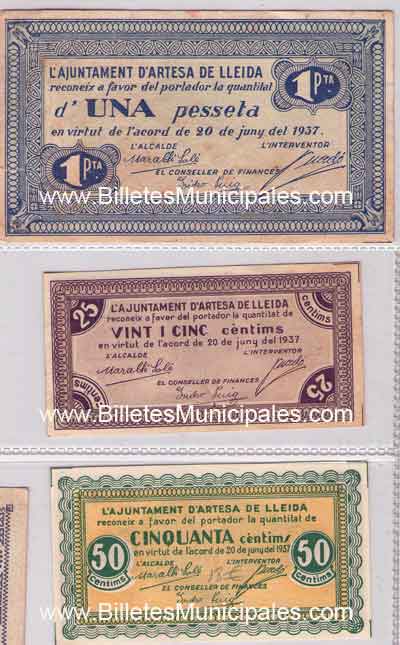 L'AJUNTAMENT D'ARTESA DE LLEIDA
reconeix a favor del portador la quantitat
d'UNA pesseta
en virtut de l'acord de 20 de juny del 1937.
1 PTA
L'ALCALDE
L'INTERVENTOR
1 PTA
EL CONSELLER DE FINANCES
www.BilletesMunicipales.com
25
cèntims
L'AJUNTAMENT D'ARTESA DE LLEIDA
reconeix a favor del portador la quantitat de
VINT I CINC cèntims
en virtut de l'acord de 20 de juny del 1937
L'ALCALDE
L'INTERVENTOR
EL CONSELLER DE FINANCES
cèntims
25
www.BilletesMunicipales.com
L'AJUNTAMENT D'ARTESA DE LLEIDA
reconeix a favor del portador la quantitat de
CINQUANTA cèntims
en virtut de l'acord de 20 de juny del 1937
50 cèntims
L'ALCALDE
L'INTERVENTOR
50 cèntims
EL CONSELLER DE FINANCES
www.BilletesMunicipales.com